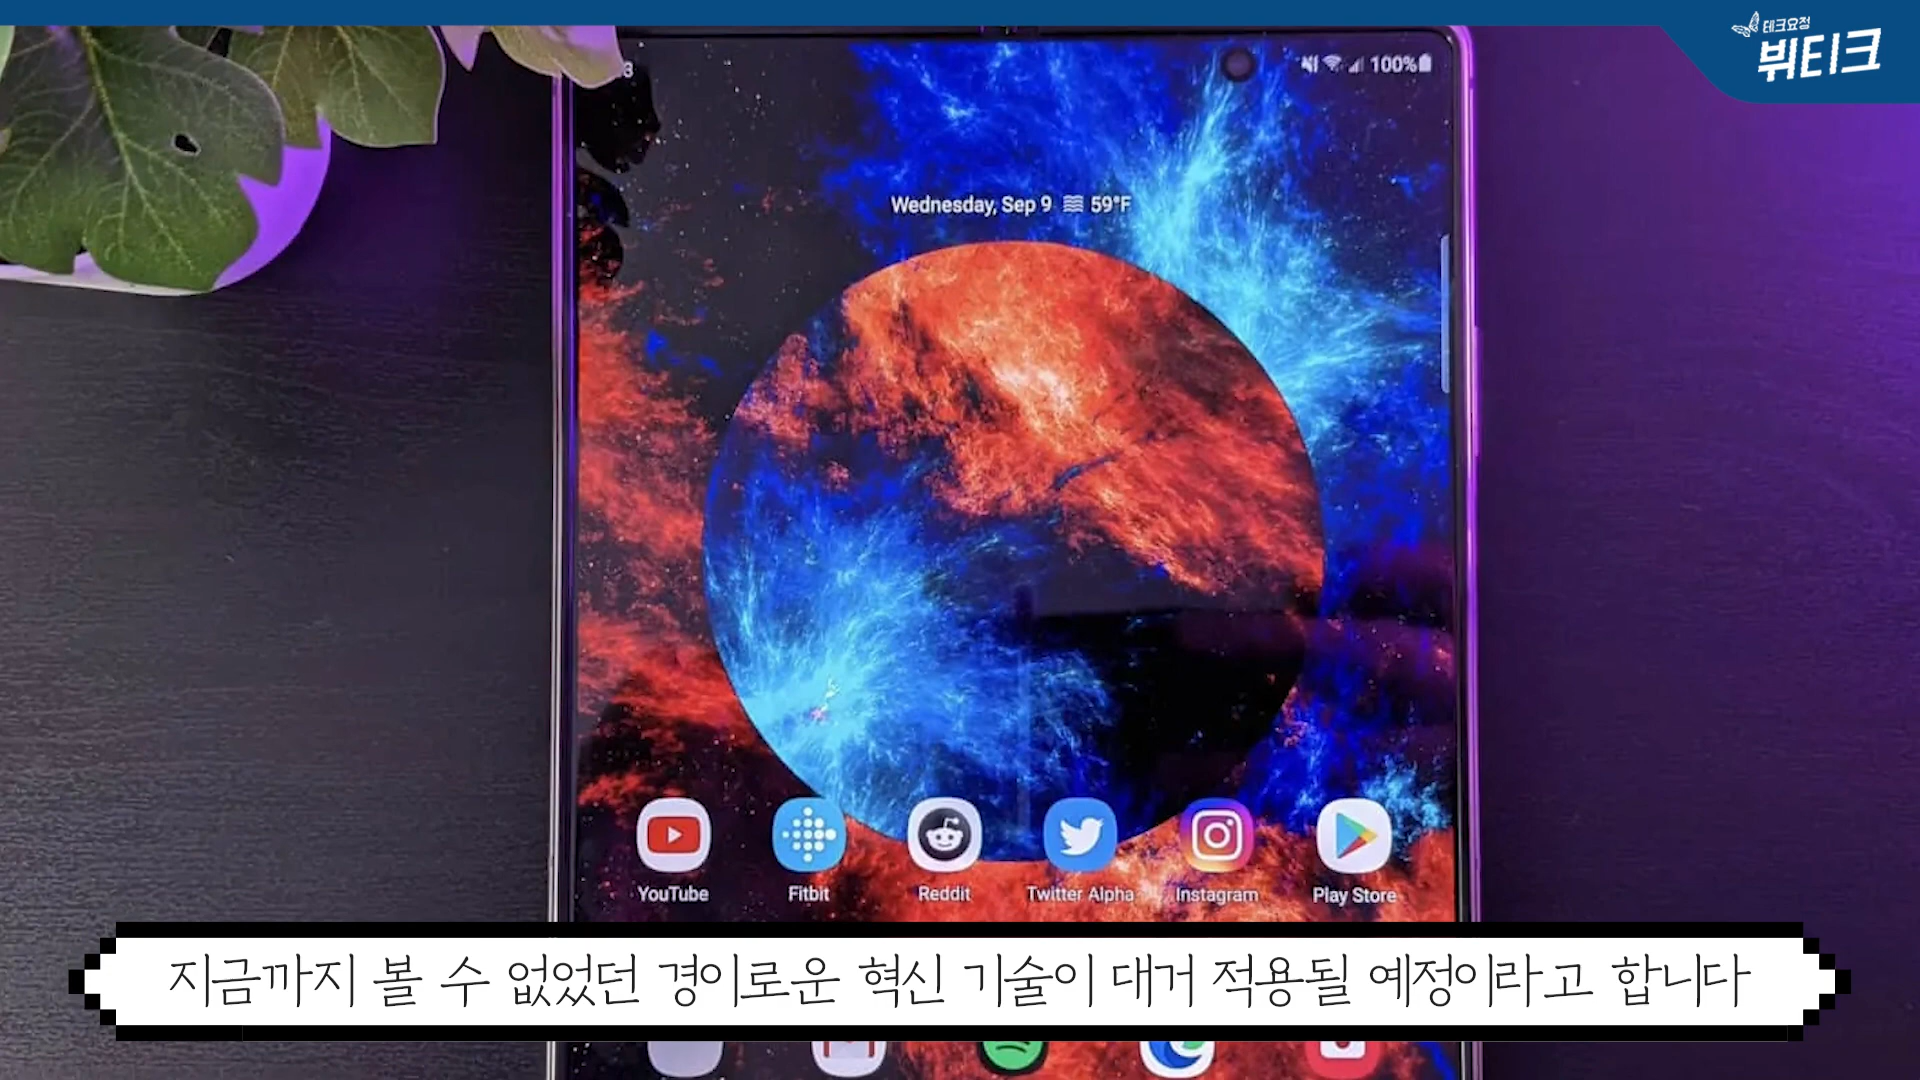 테크요정
뷔티크
3
100%
Wednesday, Sep 9 59°F
YouTube
Fitbit
Reddit
Twitter Alpha
Instagram
Play Store
지금까지 볼 수 없었던 경이로운 혁신 기술이 대거 적용될 예정이라고 합니다